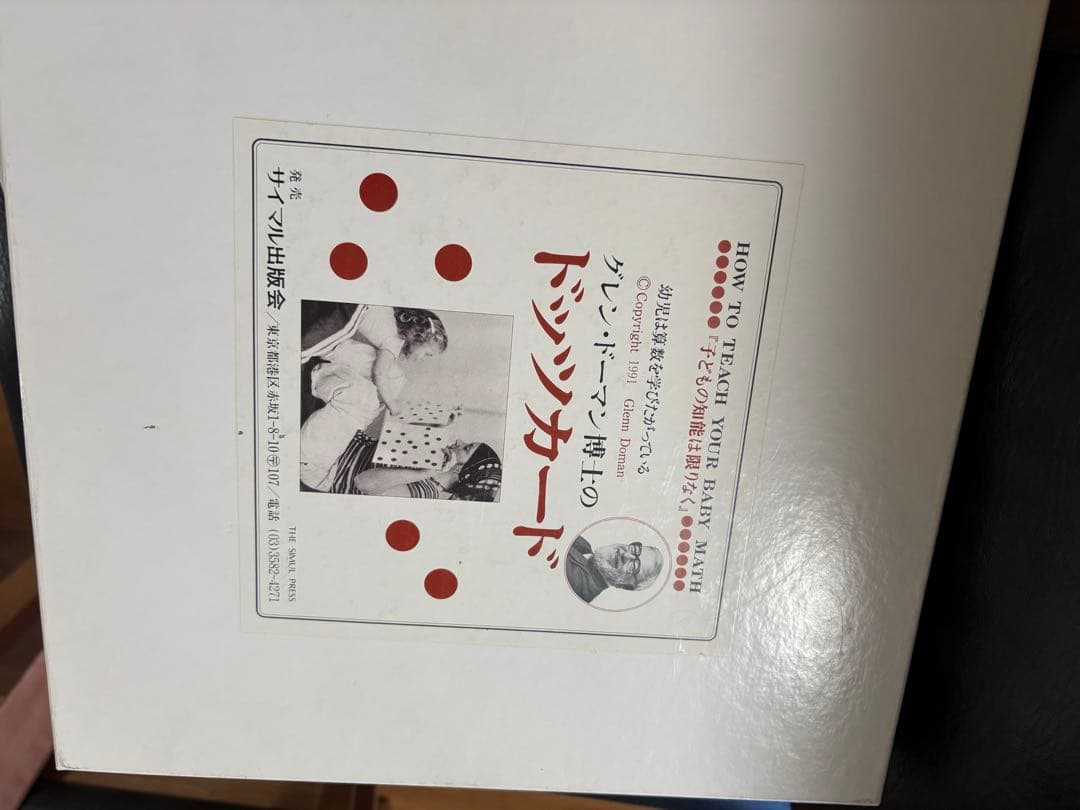 HOW TO TEACH YOUR BABY MATH
●●●●●●『子どもの知能は限りなく』●●●●●●
幼児は算数を学びたがっている
©Copyright 1991 Glenn Doman
グレン・ドーマン博士の
ドッツカード
THE SIMUL PRESS
発売
サイマル出版会/東京都港区赤坂1-8-10〶107/電話 (03)3582-4271